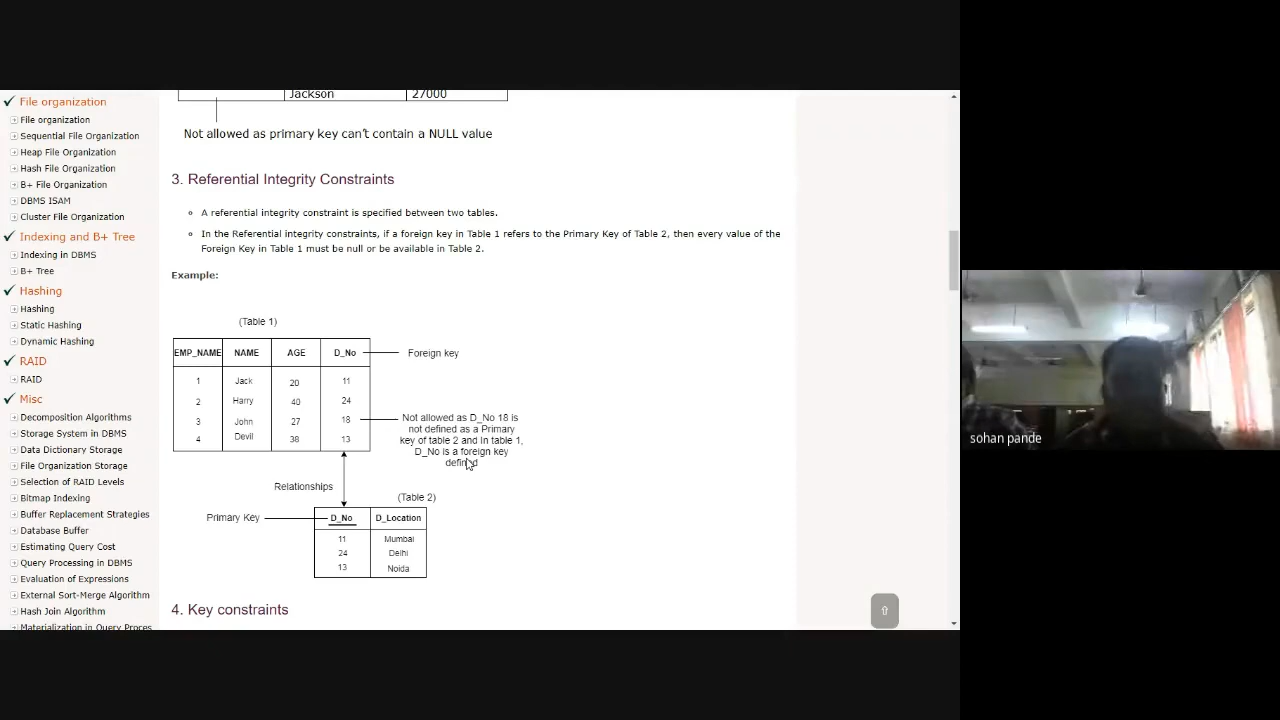 File organization
File organization
Sequential File Organization
Heap File Organization
Hash File Organization
B+ File Organization
DBMS ISAM
Cluster File Organization
Indexing and B+ Tree
Indexing in DBMS
B+ Tree
Hashing
Hashing
Static Hashing
Dynamic Hashing
RAID
RAID
Misc
Decomposition Algorithms
Storage System in DBMS
Data Dictionary Storage
File Organization Storage
Selection of RAID Levels
Bitmap Indexing
Buffer Replacement Strategies
Database Buffer
Estimating Query Cost
Query Processing in DBMS
Evaluation of Expressions
External Sort-Merge Algorithm
Hash Join Algorithm
Materialization in Query Proces
Jackson 27000
Not allowed as primary key can't contain a NULL value
3. Referential Integrity Constraints
A referential integrity constraint is specified between two tables.
In the Referential integrity constraints, if a foreign key in Table 1 refers to the Primary Key of Table 2, then every value of the
Foreign Key in Table 1 must be null or be available in Table 2.
Example:
(Table 1)
EMP_NAME NAME AGE D_No Foreign key
1 Jack 20 11
2 Harry 40 24
3 John 27 18
4 Devil 38 13
Not allowed as D_No 18 is
not defined as a Primary
key of table 2 and In table 1,
D_No is a foreign key
defined
Relationships
(Table 2)
Primary Key D_No D_Location
11 Mumbai
24 Delhi
13 Noida
4. Key constraints
sohan pande